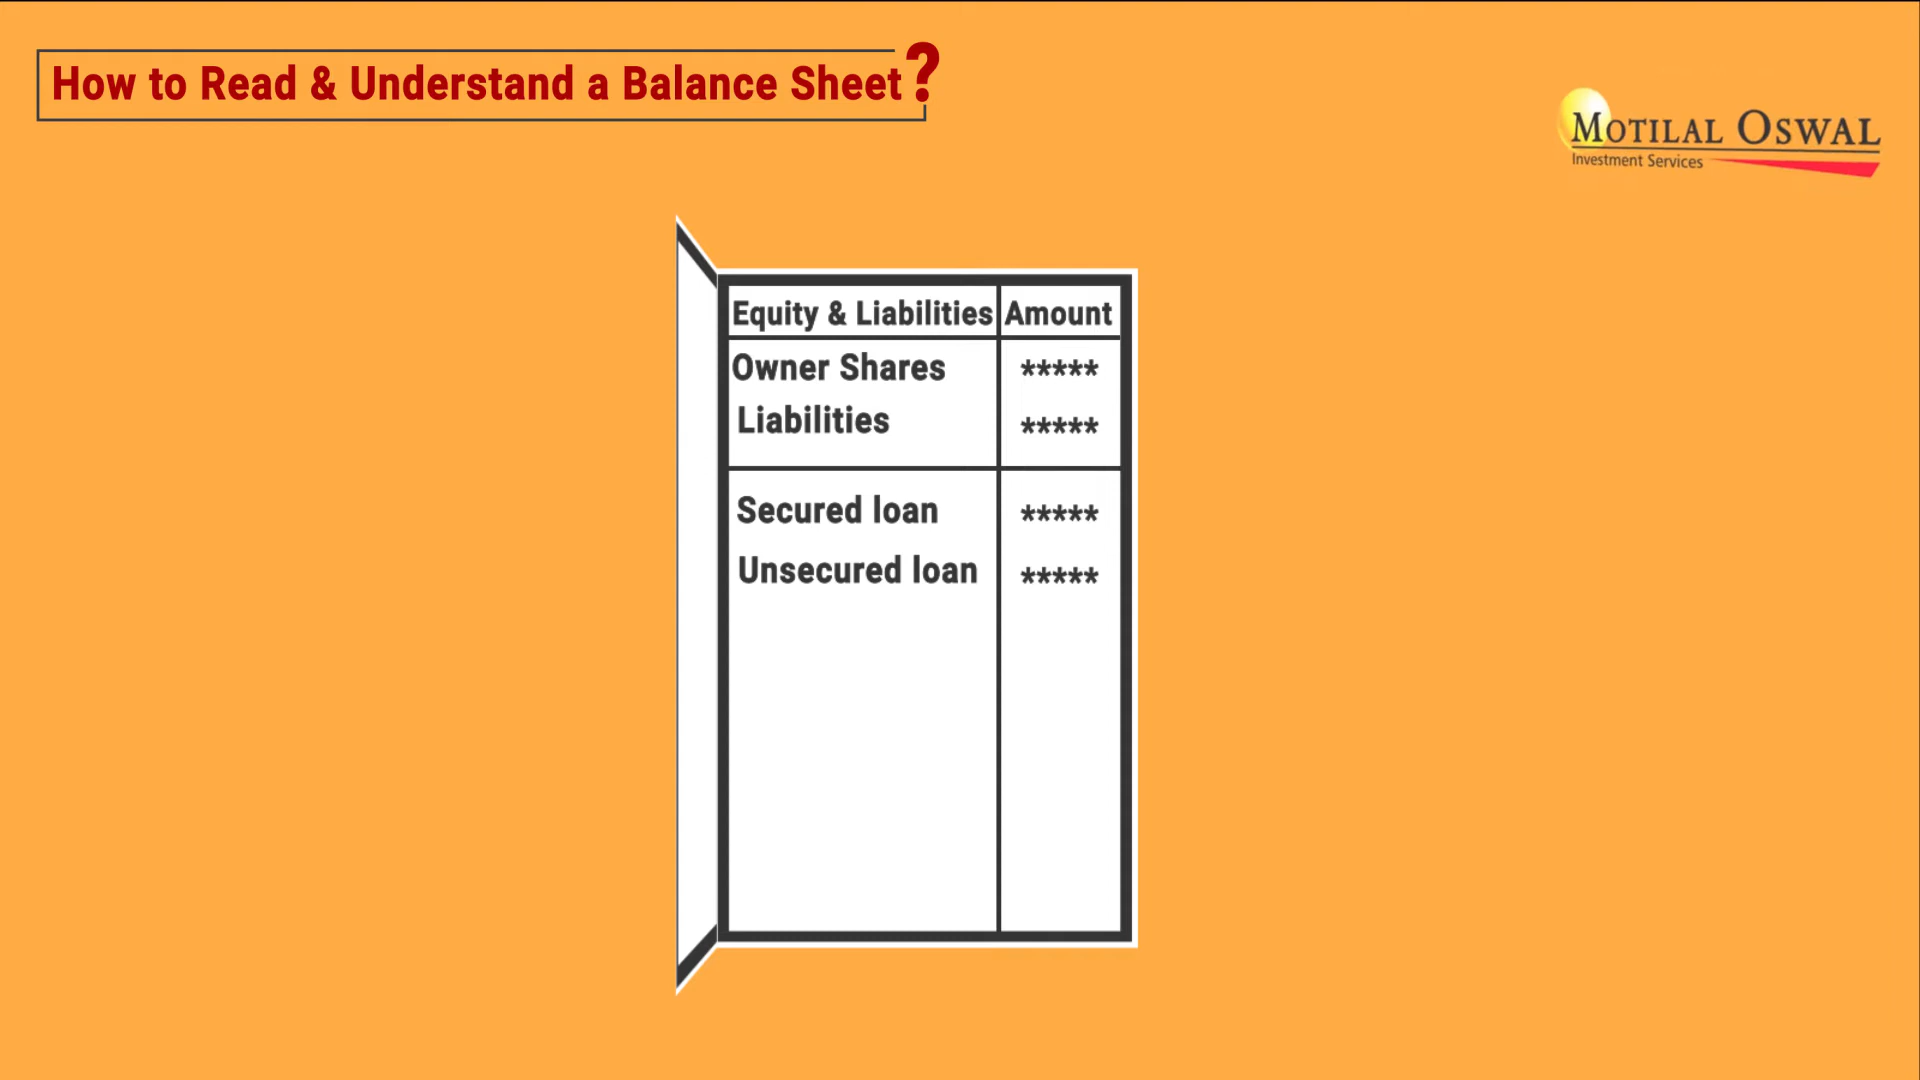 How to Read & Understand a Balance Sheet?
MOTILAL OSWAL
Investment Services
Equity & Liabilities Amount
Owner Shares *****
Liabilities *****
Secured loan *****
Unsecured loan *****